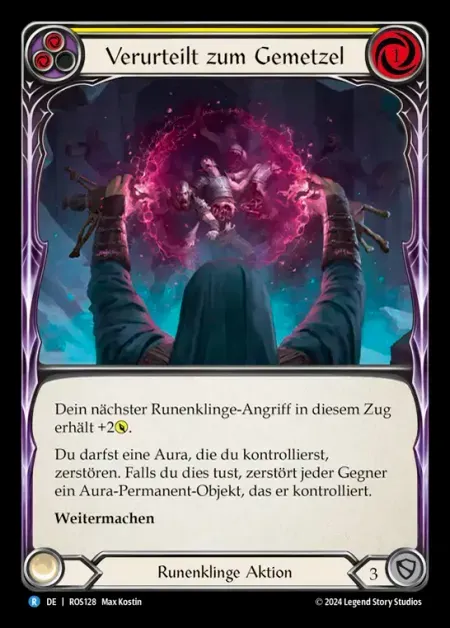 Verurteilt zum Gemetzel
1
Dein nächster Runenklinge-Angriff in diesem Zug
erhält +2.
Du darfst eine Aura, die du kontrollierst,
zerstören. Falls du dies tust, zerstört jeder Gegner
ein Aura-Permanent-Objekt, das er kontrolliert.
Weitermachen
Runenklinge Aktion
3
R DE | ROS128 Max Kostin
© 2024 Legend Story Studios